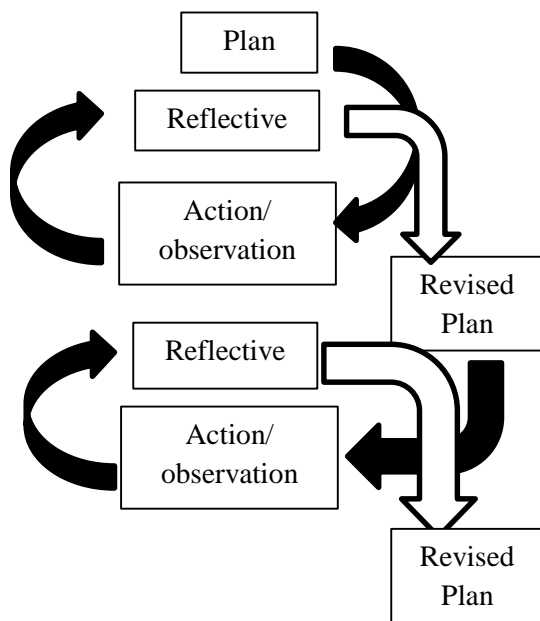 Plan
Reflective
Action/
observation
Revised
Plan
Reflective
Action/
observation
Revised
Plan